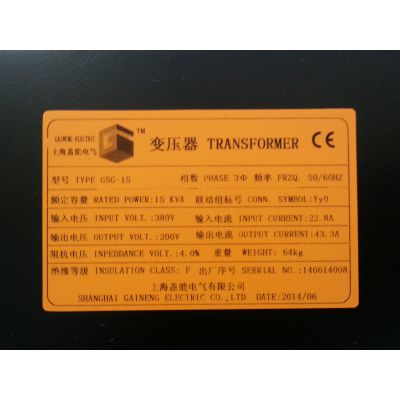 GAINENG ELECTRIC
上海盖能电气
TM
变压器 TRANSFORMER CE
型号 TYPE GSG-15 相数 PHASE 3Φ 频率 FRZQ. 50/60HZ
额定容量 RATED POWER:15 KVA 联结组标号 CONN. SYMBOL:Yy0
输入电压 INPUT VOLT.:380V 输入电流 INPUT CURRENT:22.8A
输出电压 OUTPUT VOLT.:200V 输出电流 OUTPUT CURRENT:43.3A
阻抗电压 INPEDDANCE VOLT.:4.0% 重量 WEIGHT: 64kg
绝缘等级 INSULATION CLASS: F 出厂序号 SERRIAL NO.:140614008
上海盖能电气有限公司
SHANGHAI GAINENG ELECTRIC CO.,LTD DATE:2014/06